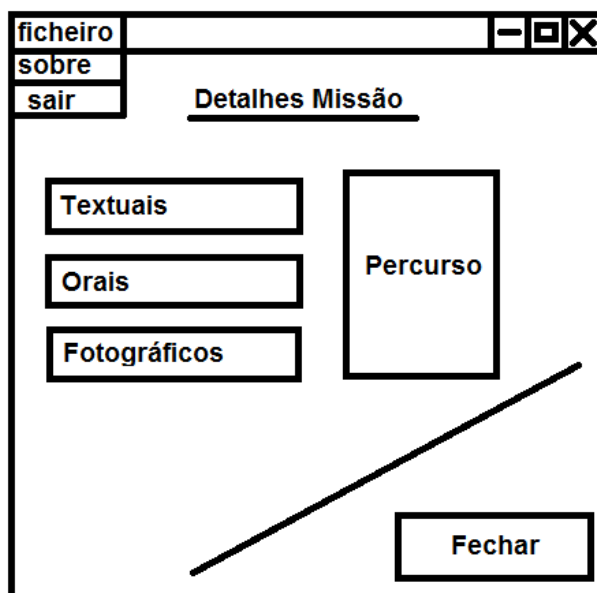 ficheiro
sobre
sair
Detalhes Missão
Textuais
Orais
Fotográficos
Percurso
Fechar